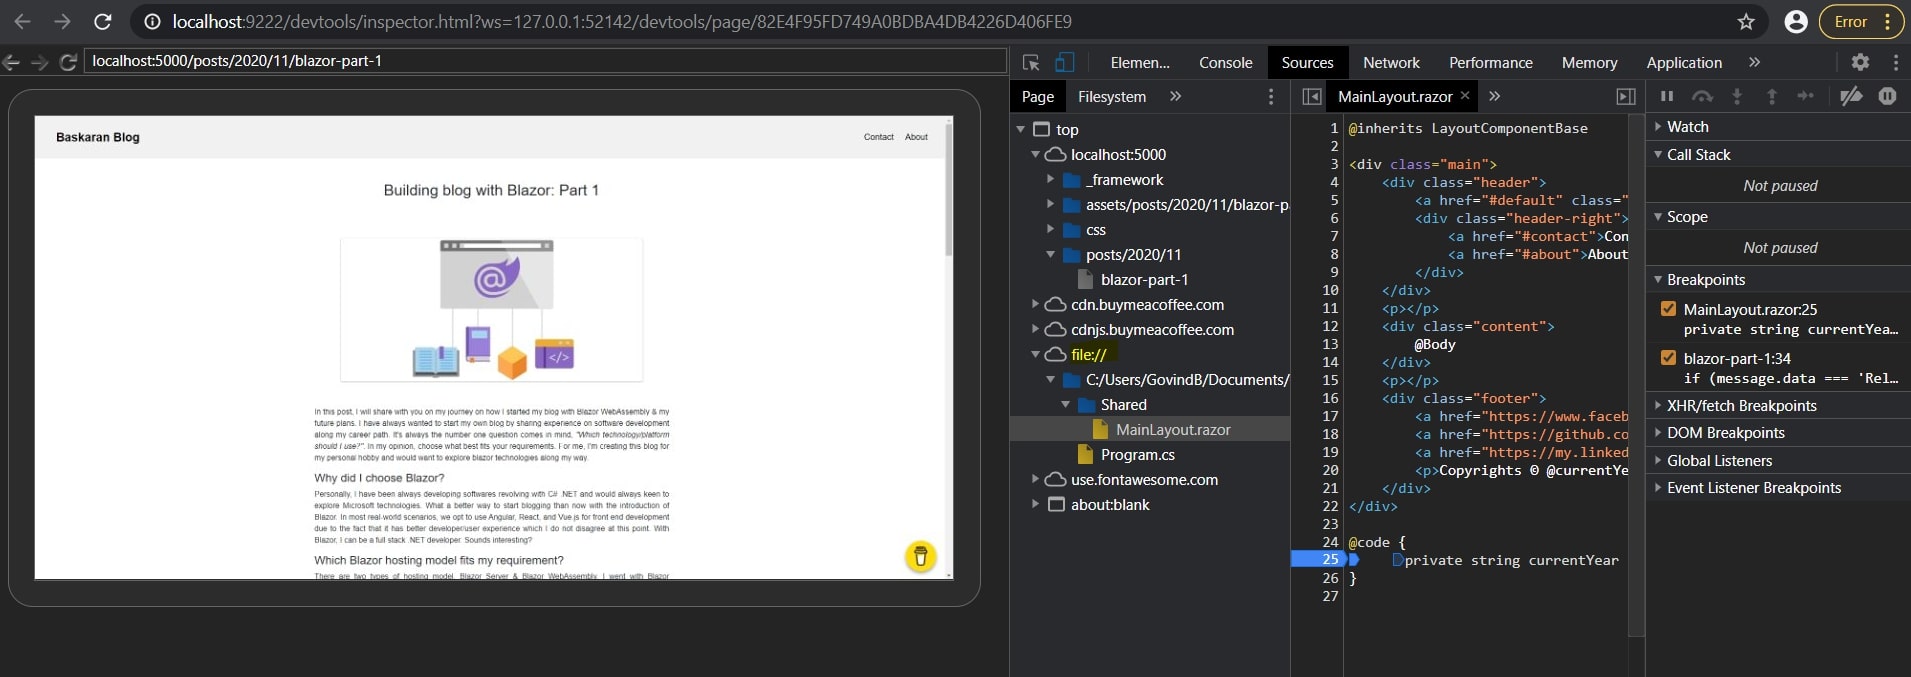 localhost:9222/devtools/inspector.html?ws=127.0.0.1:52142/devtools/page/82E4F95FD749A0BDBA4DB4226D406FE9
Error
localhost:5000/posts/2020/11/blazor-part-1
Baskaran Blog
Contact About
Building blog with Blazor: Part 1
@
</>
In this post, I will share with you on my journey on how I started my blog with Blazor WebAssembly & my
future plans. I have always wanted to start my own blog by sharing experience on software development
along my career path. It's always the number one question comes in mind, "Which technology/platform
should I use?". In my opinion, choose what best fits your requirements. For me, I'm creating this blog for
my personal hobby and would want to explore blazor technologies along my way.
Why did I choose Blazor?
Personally, I have been always developing softwares revolving with C# .NET and would always keen to
explore Microsoft technologies. What a better way to start blogging than now with the introduction of
Blazor. In most real-world scenarios, we opt to use Angular, React, and Vue.js for front end development
due to the fact that it has better developer/user experience which I do not disagree at this point. With
Blazor, I can be a full stack .NET developer. Sounds interesting?
Which Blazor hosting model fits my requirement?
There are two types of hosting model, Blazor Server & Blazor WebAssembly. I went with Blazor
Elemen... Console Sources Network Performance Memory Application »
Page Filesystem »
top
localhost:5000
_framework
assets/posts/2020/11/blazor-p
css
posts/2020/11
blazor-part-1
cdn.buymeacoffee.com
cdnjs.buymeacoffee.com
file://
C:/Users/GovindB/Documents/
Shared
MainLayout.razor
Program.cs
use.fontawesome.com
about:blank
MainLayout.razor × »
1 @inherits LayoutComponentBase
2
3 <div class="main">
4 <div class="header">
5 <a href="#default" class="
6 <div class="header-right">
7 <a href="#contact">Con
8 <a href="#about">About
9 </div>
10 </div>
11 <p></p>
12 <div class="content">
13 @Body
14 </div>
15 <p></p>
16 <div class="footer">
17 <a href="https://www.faceb
18 <a href="https://github.co
19 <a href="https://my.linked
20 <p>Copyrights © @currentYe
21 </div>
22 </div>
23
24 @code {
25 private string currentYear
26 }
27
Watch
Call Stack
Not paused
Scope
Not paused
Breakpoints
MainLayout.razor:25
private string currentYea…
blazor-part-1:34
if (message.data === 'Rel…
XHR/fetch Breakpoints
DOM Breakpoints
Global Listeners
Event Listener Breakpoints